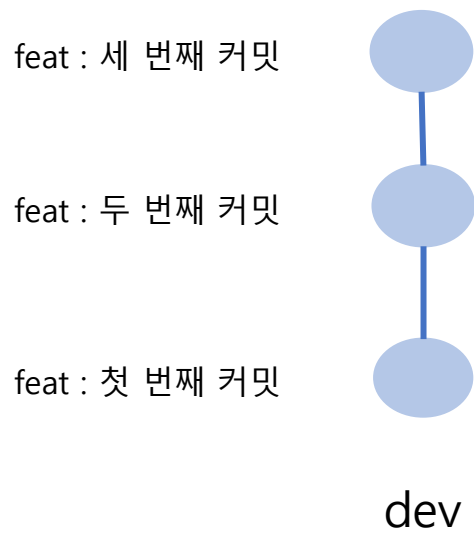 feat : 세 번째 커밋
feat : 두 번째 커밋
feat : 첫 번째 커밋
dev